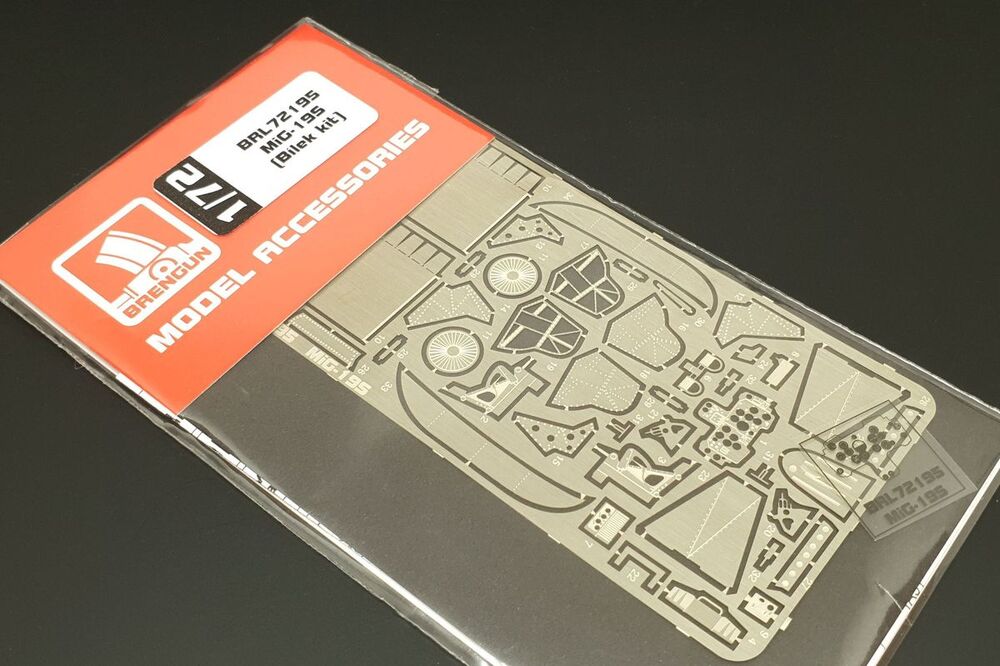 BRL72195
MiG-19S
(Bilek kit)
1/72
BRENGUN
MODEL ACCESSORIES
MiG-19S
BRL72195
MiG-19S